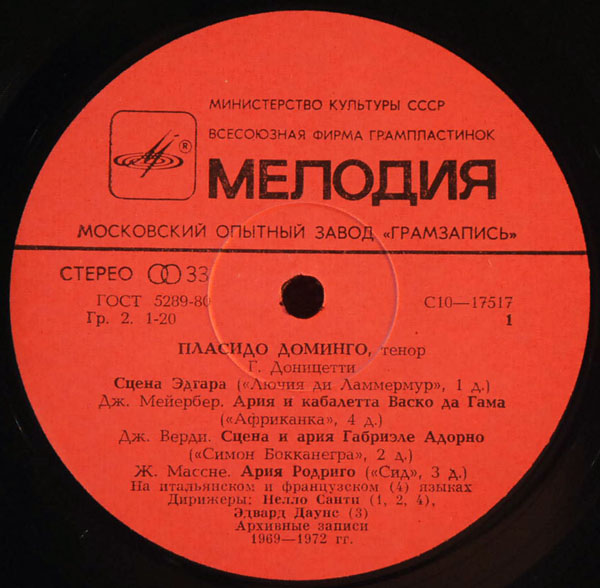 МИНИСТЕРСТВО КУЛЬТУРЫ СССР
ВСЕСОЮЗНАЯ ФИРМА ГРАМПЛАСТИНОК
®
МЕЛОДИЯ
МОСКОВСКИЙ ОПЫТНЫЙ ЗАВОД «ГРАМЗАПИСЬ»
СТЕРЕО 33
ГОСТ 5289-80 С10—17517
Гр. 2. 1-20 1
ПЛАСИДО ДОМИНГО, тенор
Г. Доницетти
Сцена Эдгара («Лючия ди Ламмермур», 1 д.)
Дж. Мейербер. Ария и кабалетта Васко да Гама
(«Африканка», 4 д.)
Дж. Верди. Сцена и ария Габриэле Адорно
(«Симон Бокканегра», 2 д.)
Ж. Массне. Ария Родриго («Сид», 3 д.)
На итальянском и французском (4) языках
Дирижеры: Нелло Санти (1, 2, 4),
Эдвард Даунс (3)
Архивные записи
1969—1972 гг.